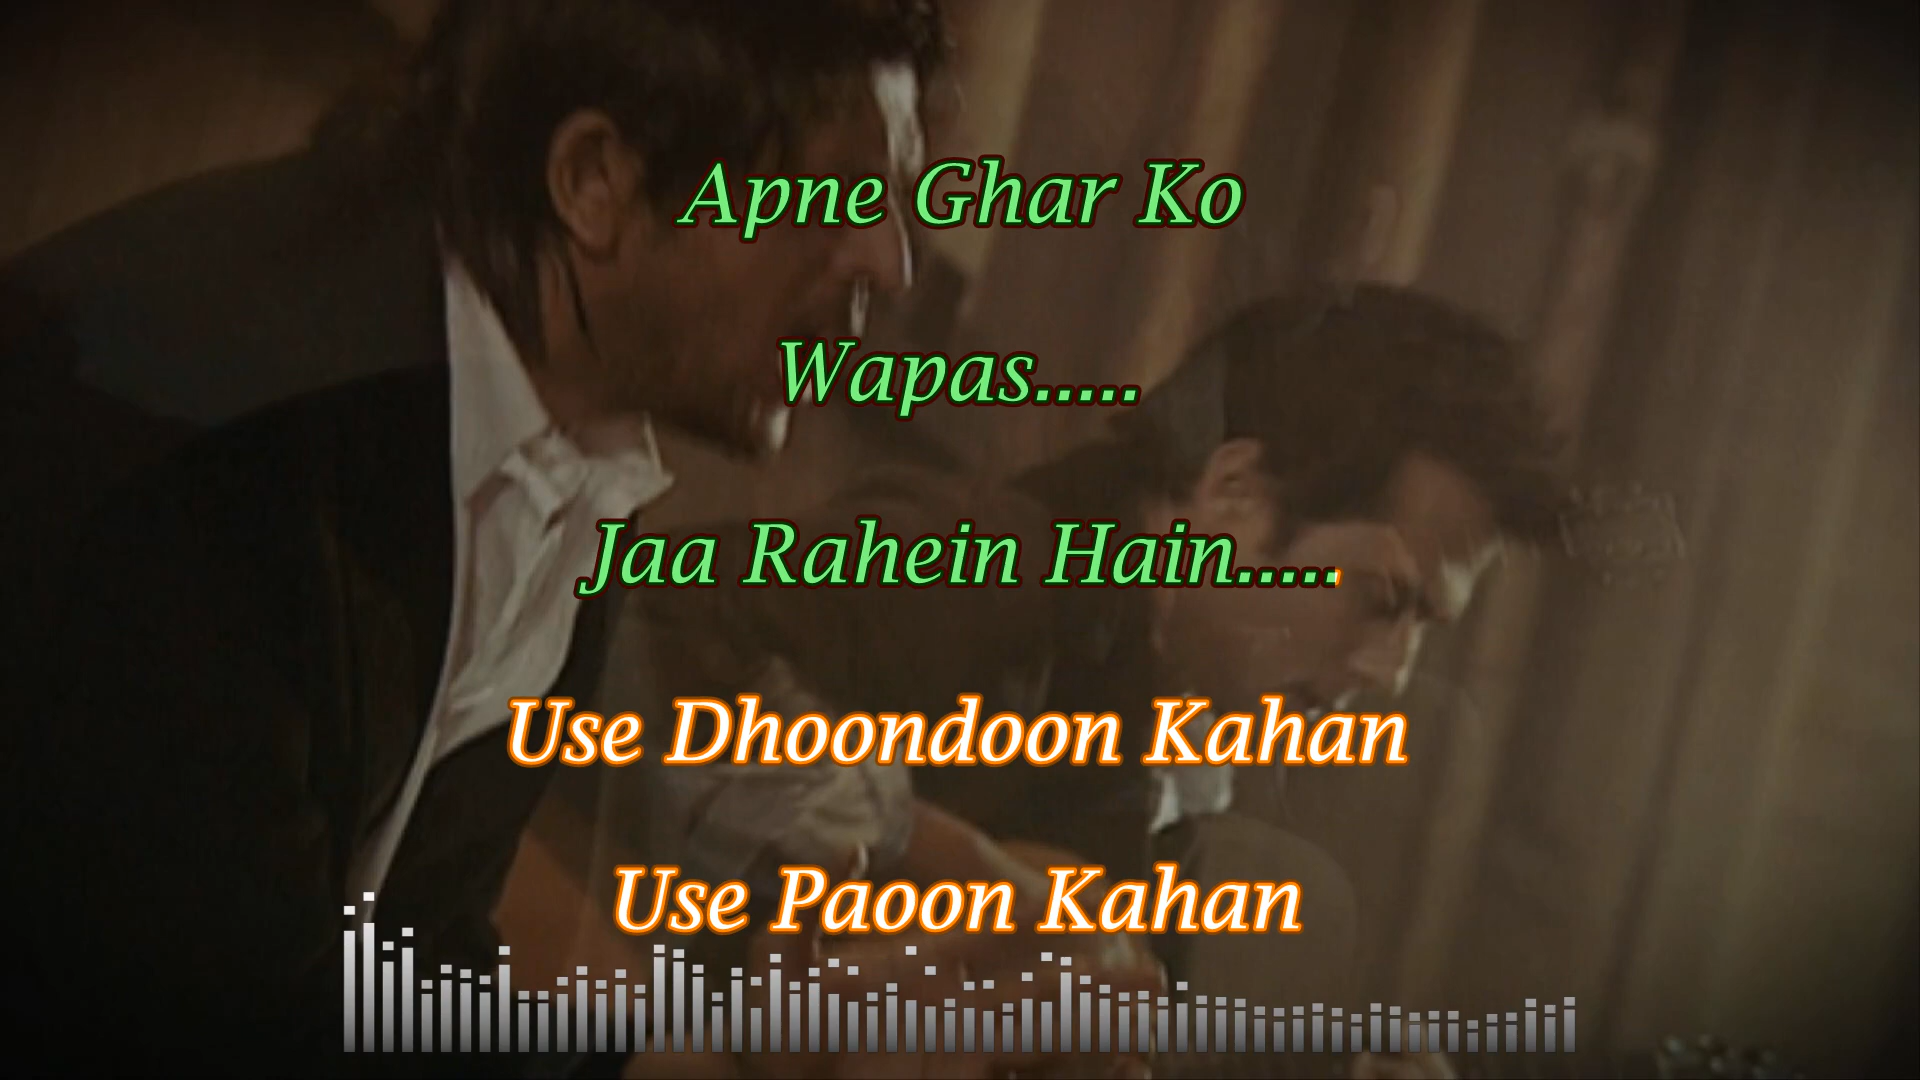 Apne Ghar Ko
Wapas.....
Jaa Rahein Hain.....
Use Dhoondoon Kahan
Use Paoon Kahan